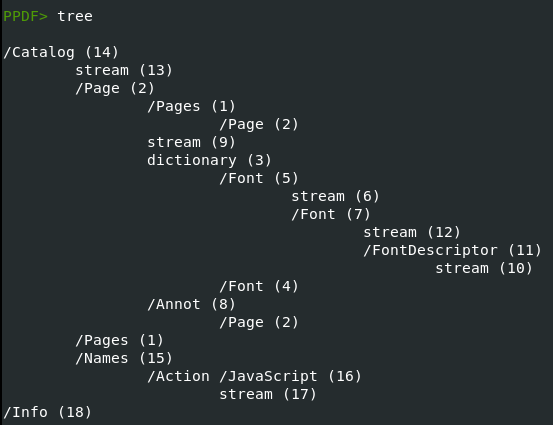 PPDF> tree
/Catalog (14)
stream (13)
/Page (2)
/Pages (1)
/Page (2)
stream (9)
dictionary (3)
/Font (5)
stream (6)
/Font (7)
stream (12)
/FontDescriptor (11)
stream (10)
/Font (4)
/Annot (8)
/Page (2)
/Pages (1)
/Names (15)
/Action /JavaScript (16)
stream (17)
/Info (18)